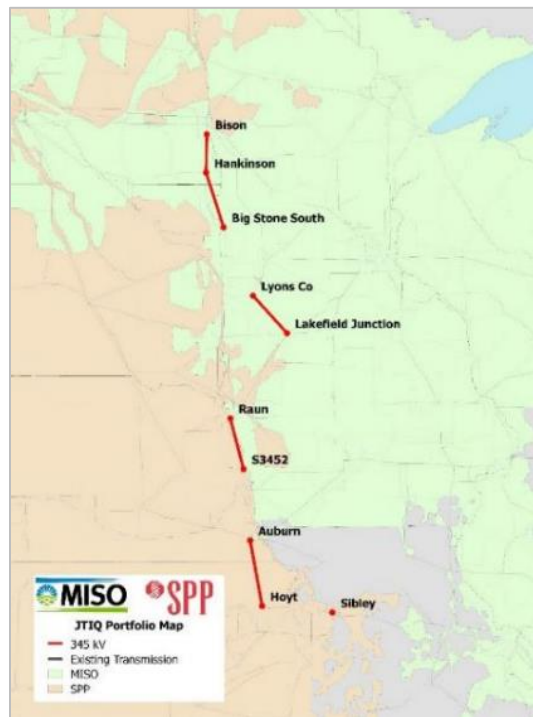 Bison
Hankinson
Big Stone South
Lyons Co
Lakefield Junction
Raun
S3452
Auburn
Hoyt
Sibley
MISO SPP
JTIQ Portfolio Map
345 kV
Existing Transmission
MISO
SPP